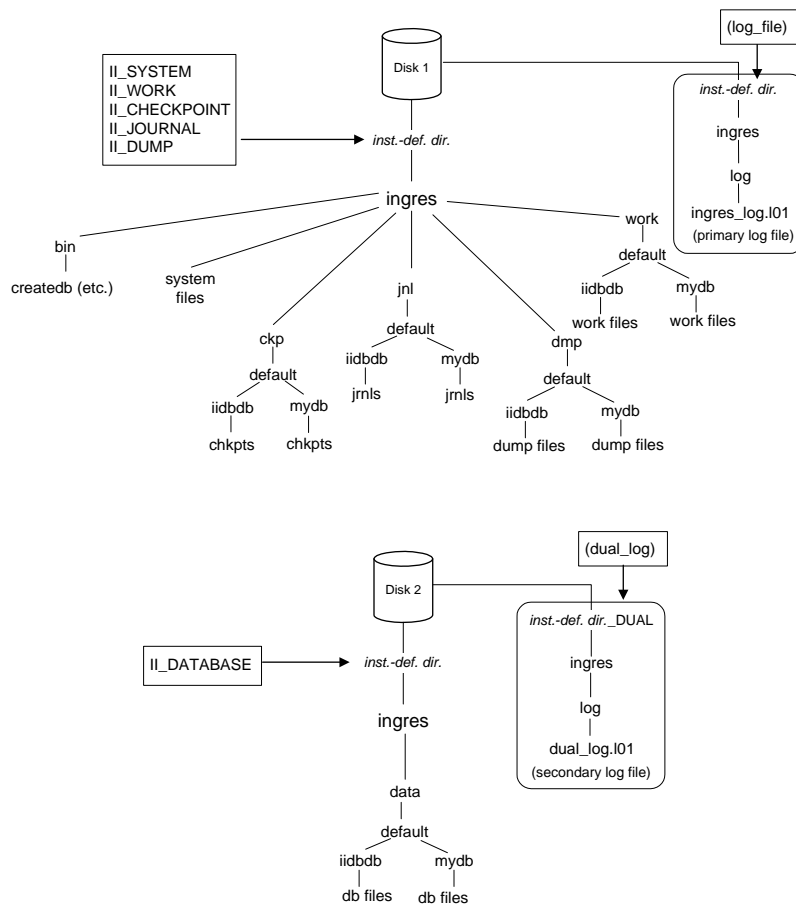 (log_file)
II_SYSTEM
II_WORK
II_CHECKPOINT
II_JOURNAL
II_DUMP
Disk 1
inst.-def. dir.
inst.-def. dir.
ingres
log
ingres_log.l01
(primary log file)
ingres
bin
createdb (etc.)
system
files
ckp
default
iidbdb
mydb
chkpts
chkpts
jnl
default
iidbdb
mydb
jrnls
jrnls
dmp
default
iidbdb
mydb
dump files
dump files
work
default
iidbdb
mydb
work files
work files
(dual_log)
Disk 2
inst.-def. dir._DUAL
ingres
log
dual_log.l01
(secondary log file)
II_DATABASE
inst.-def. dir.
ingres
data
default
iidbdb
mydb
db files
db files